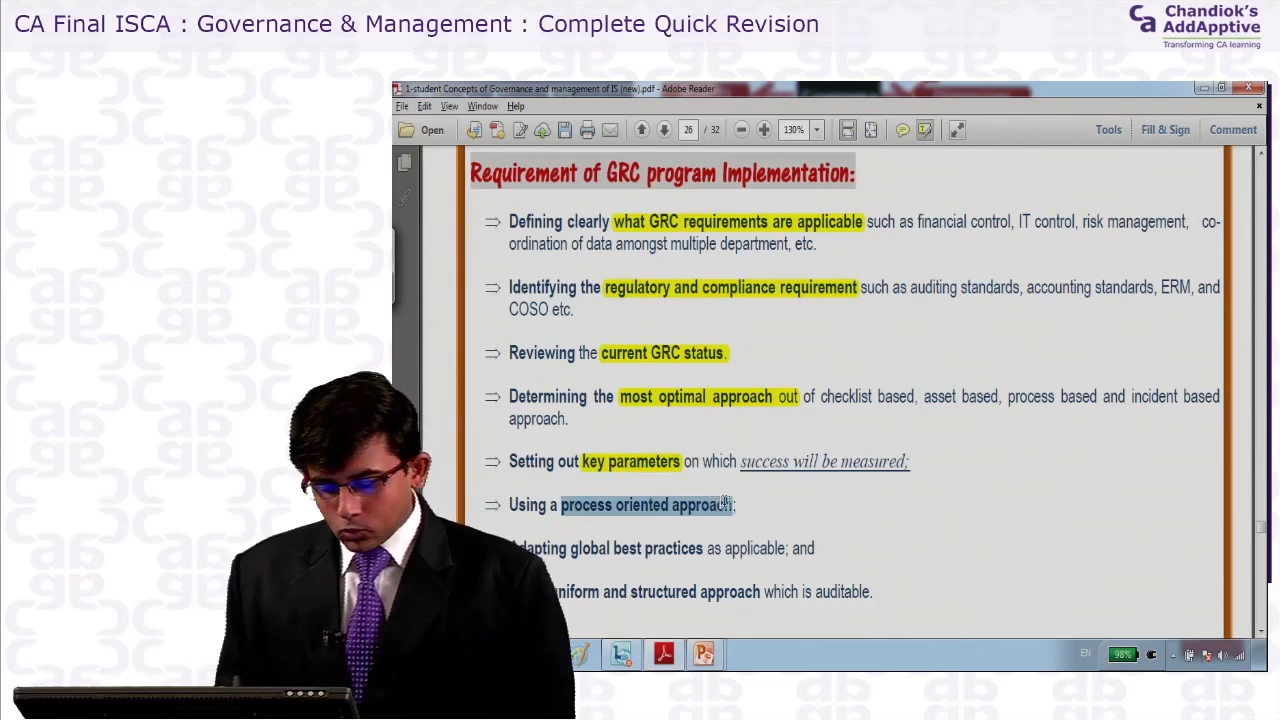 CA Final ISCA : Governance & Management : Complete Quick Revision
Ca Chandiok's
AddApptive
Transforming CA learning
1-student Concepts of Governance and management of IS (new).pdf - Adobe Reader
File Edit View Window Help
Open 26 / 32 130% Tools Fill & Sign Comment
Requirement of GRC program Implementation:
⇒ Defining clearly what GRC requirements are applicable such as financial control, IT control, risk management, co-
ordination of data amongst multiple department, etc.
⇒ Identifying the regulatory and compliance requirement such as auditing standards, accounting standards, ERM, and
COSO etc.
⇒ Reviewing the current GRC status.
⇒ Determining the most optimal approach out of checklist based, asset based, process based and incident based
approach.
⇒ Setting out key parameters on which success will be measured;
⇒ Using a process oriented approach;
dapting global best practices as applicable; and
uniform and structured approach which is auditable.
EN 98%